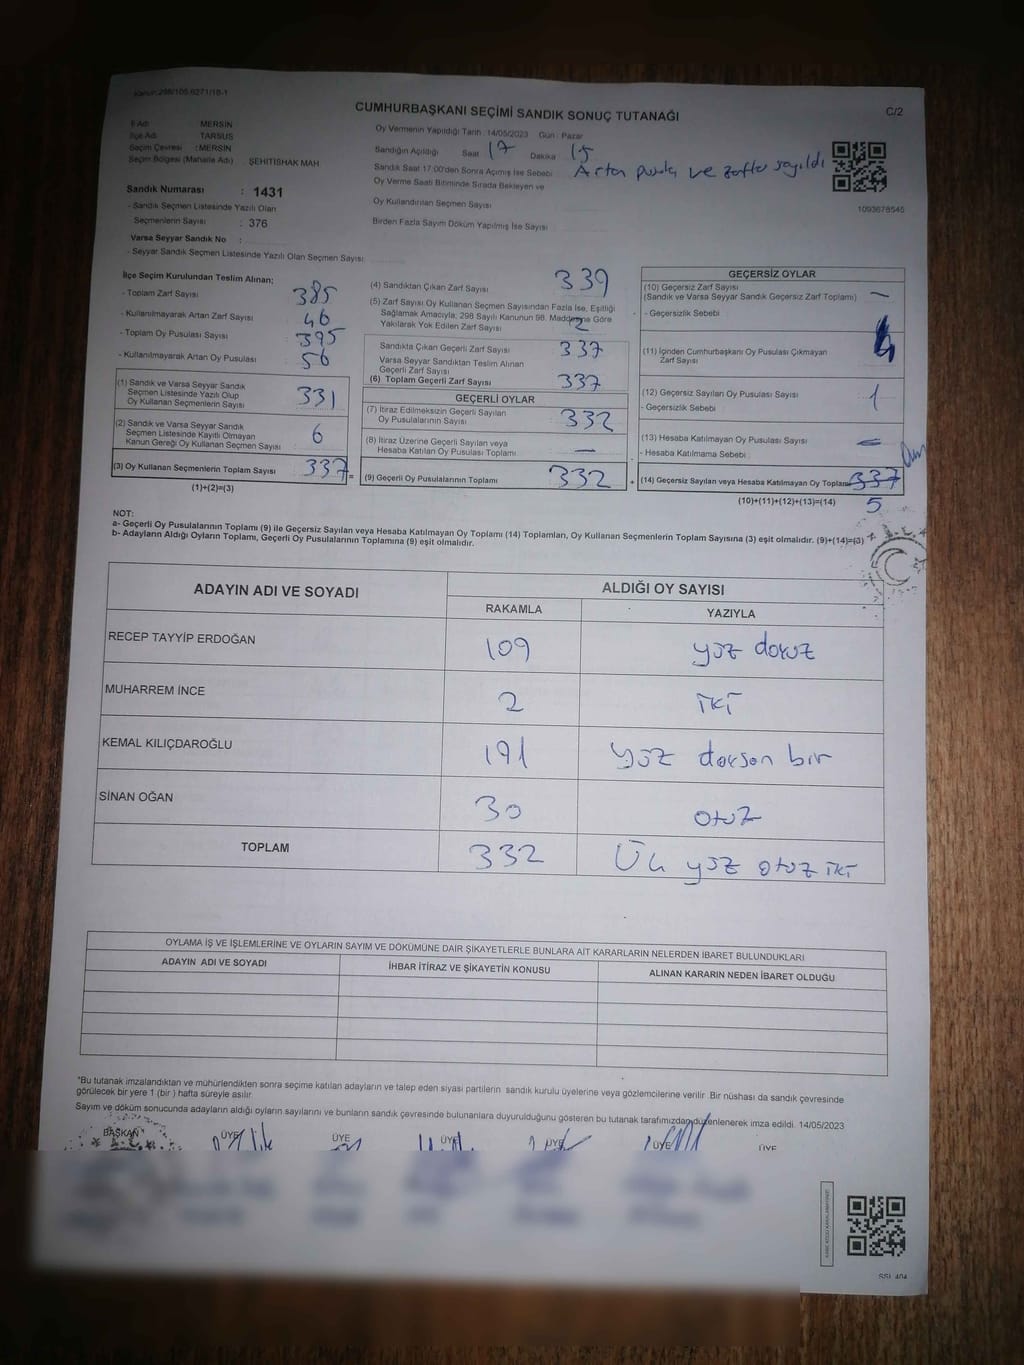 Kanun:298/105.6271/18-1
CUMHURBAŞKANI SEÇİMİ SANDIK SONUÇ TUTANAĞI
C/2
İl Adı : MERSİN
İlçe Adı : TARSUS
Seçim Çevresi : MERSİN
Seçim Bölgesi (Mahalle Adı) ŞEHİTİSHAK MAH
Sandık Numarası : 1431
- Sandık Seçmen Listesinde Yazılı Olan
Seçmenlerin Sayısı : 376
Varsa Seyyar Sandık No :
- Seyyar Sandık Seçmen Listesinde Yazılı Olan Seçmen Sayısı
Oy Vermenin Yapıldığı Tarih :14/05/2023 Gün : Pazar
Sandığın Açıldığı Saat 17 Dakika 15
Sandık Saat 17:00'den Sonra Açılmış İse Sebebi Artan pusula ve zarflar sayıldı
Oy Verme Saati Bitiminde Sırada Bekleyen ve
Oy Kullandırılan Seçmen Sayısı
Birden Fazla Sayım Döküm Yapılmış İse Sayısı
1093678545
İlçe Seçim Kurulundan Teslim Alınan;
- Toplam Zarf Sayısı 385
- Kullanılmayarak Artan Zarf Sayısı 46
- Toplam Oy Pusulası Sayısı 395
- Kullanılmayarak Artan Oy Pusulası 56
(1) Sandık ve Varsa Seyyar Sandık
Seçmen Listesinde Yazılı Olup
Oy Kullanan Seçmenlerin Sayısı 331
(2) Sandık ve Varsa Seyyar Sandık
Seçmen Listesinde Kayıtlı Olmayan
Kanun Gereği Oy Kullanan Seçmen Sayısı 6
(3) Oy Kullanan Seçmenlerin Toplam Sayısı 337 =
(1)+(2)=(3)
(4) Sandıktan Çıkan Zarf Sayısı 339
(5) Zarf Sayısı Oy Kullanan Seçmen Sayısından Fazla İse, Eşitliği
Sağlamak Amacıyla, 298 Sayılı Kanunun 98. Maddesine Göre
Yakılarak Yok Edilen Zarf Sayısı 2
Sandıkta Çıkan Geçerli Zarf Sayısı 337
Varsa Seyyar Sandıktan Teslim Alınan
Geçerli Zarf Sayısı
(6) Toplam Geçerli Zarf Sayısı 337
GEÇERLİ OYLAR
(7) İtiraz Edilmeksizin Geçerli Sayılan
Oy Pusulalarının Sayısı 332
(8) İtiraz Üzerine Geçerli Sayılan veya
Hesaba Katılan Oy Pusulası Toplamı —
(9) Geçerli Oy Pusulalarının Toplamı 332 +
GEÇERSİZ OYLAR
(10) Geçersiz Zarf Sayısı
(Sandık ve Varsa Seyyar Sandık Geçersiz Zarf Toplamı) —
- Geçersizlik Sebebi
(11) İçinden Cumhurbaşkanı Oy Pusulası Çıkmayan
Zarf Sayısı 4
(12) Geçersiz Sayılan Oy Pusulası Sayısı 1
- Geçersizlik Sebebi
(13) Hesaba Katılmayan Oy Pusulası Sayısı —
- Hesaba Katılmama Sebebi
(14) Geçersiz Sayılan veya Hesaba Katılmayan Oy Toplamı 337
(10)+(11)+(12)+(13)=(14) 5
NOT:
a- Geçerli Oy Pusulalarının Toplamı (9) ile Geçersiz Sayılan veya Hesaba Katılmayan Oy Toplamı (14) Toplamları, Oy Kullanan Seçmenlerin Toplam Sayısına (3) eşit olmalıdır. (9)+(14)=(3)
b- Adayların Aldığı Oyların Toplamı, Geçerli Oy Pusulalarının Toplamına (9) eşit olmalıdır.
ADAYIN ADI VE SOYADI
ALDIĞI OY SAYISI
RAKAMLA YAZIYLA
RECEP TAYYİP ERDOĞAN 109 yüz dokuz
MUHARREM İNCE 2 iki
KEMAL KILIÇDAROĞLU 191 yüz doksan bir
SİNAN OĞAN 30 otuz
TOPLAM 332 Üç yüz otuz iki
OYLAMA İŞ VE İŞLEMLERİNE VE OYLARIN SAYIM VE DÖKÜMÜNE DAİR ŞİKAYETLERLE BUNLARA AİT KARARLARIN NELERDEN İBARET BULUNDUKLARI
ADAYIN ADI VE SOYADI İHBAR İTİRAZ VE ŞİKAYETİN KONUSU ALINAN KARARIN NEDEN İBARET OLDUĞU
*Bu tutanak imzalandıktan ve mühürlendikten sonra seçime katılan adayların ve talep eden siyasi partilerin sandık kurulu üyelerine veya gözlemcilerine verilir. Bir nüshası da sandık çevresinde
görülecek bir yere 1 (bir) hafta süreyle asılır.
Sayım ve döküm sonucunda adayların aldığı oyların sayılarını ve bunların sandık çevresinde bulunanlara duyurulduğunu gösteren bu tutanak tarafımızdan düzenlenerek imza edildi. 14/05/2023
BAŞKAN ÜYE ÜYE ÜYE ÜYE ÜYE ÜYE
SSL 404